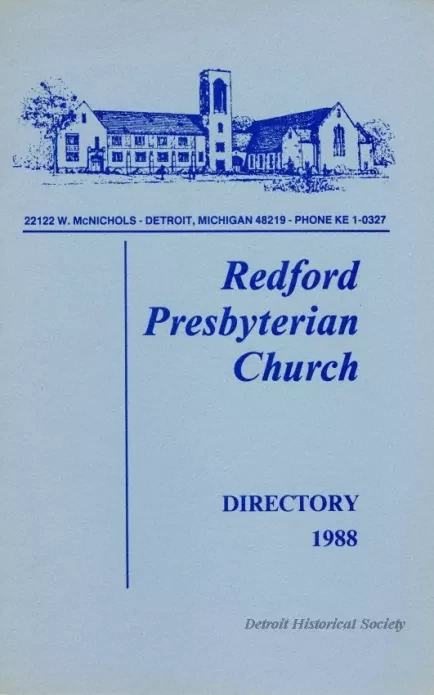 22122 W. McNICHOLS - DETROIT, MICHIGAN 48219 - PHONE KE 1-0327
Redford
Presbyterian
Church
DIRECTORY
1988
Detroit Historical Society